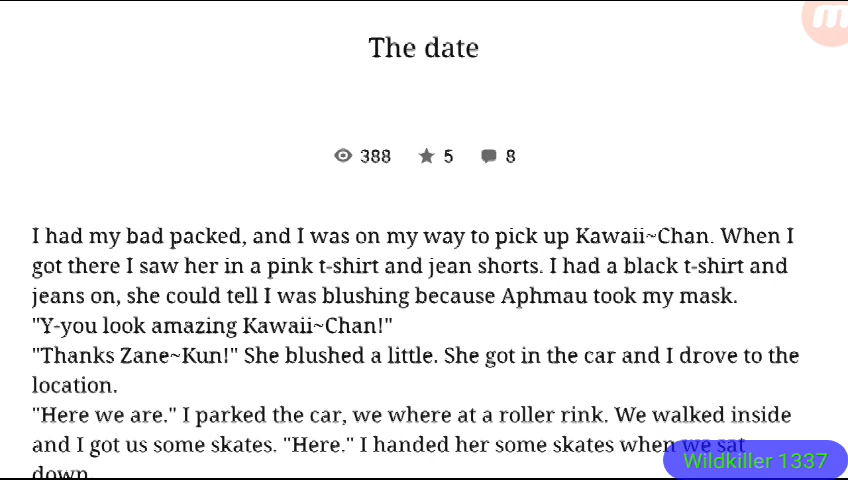 The date
388 5 8
I had my bad packed, and I was on my way to pick up Kawaii~Chan. When I
got there I saw her in a pink t-shirt and jean shorts. I had a black t-shirt and
jeans on, she could tell I was blushing because Aphmau took my mask.
"Y-you look amazing Kawaii~Chan!"
"Thanks Zane~Kun!" She blushed a little. She got in the car and I drove to the
location.
"Here we are." I parked the car, we where at a roller rink. We walked inside
and I got us some skates. "Here." I handed her some skates when we sat
down.
Wildkiller 1337